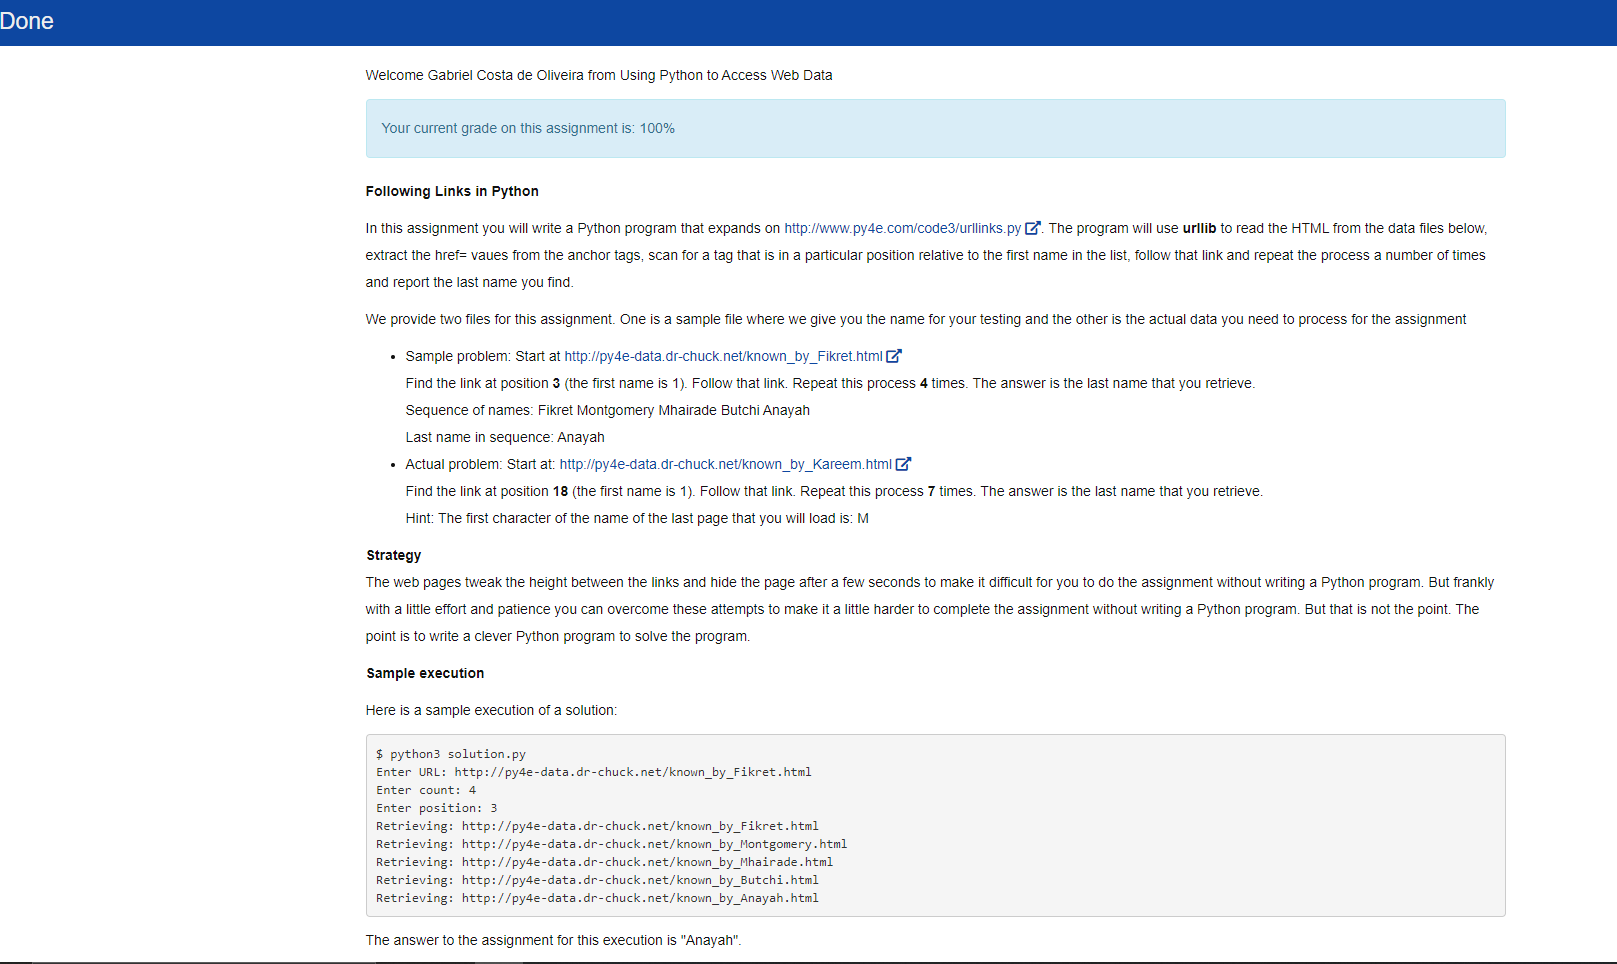 Done
Welcome Gabriel Costa de Oliveira from Using Python to Access Web Data
Your current grade on this assignment is: 100%
Following Links in Python
In this assignment you will write a Python program that expands on http://www.py4e.com/code3/urllinks.py. The program will use urllib to read the HTML from the data files below,
extract the href= vaues from the anchor tags, scan for a tag that is in a particular position relative to the first name in the list, follow that link and repeat the process a number of times
and report the last name you find.
We provide two files for this assignment. One is a sample file where we give you the name for your testing and the other is the actual data you need to process for the assignment
• Sample problem: Start at http://py4e-data.dr-chuck.net/known_by_Fikret.html
Find the link at position 3 (the first name is 1). Follow that link. Repeat this process 4 times. The answer is the last name that you retrieve.
Sequence of names: Fikret Montgomery Mhairade Butchi Anayah
Last name in sequence: Anayah
• Actual problem: Start at: http://py4e-data.dr-chuck.net/known_by_Kareem.html
Find the link at position 18 (the first name is 1). Follow that link. Repeat this process 7 times. The answer is the last name that you retrieve.
Hint: The first character of the name of the last page that you will load is: M
Strategy
The web pages tweak the height between the links and hide the page after a few seconds to make it difficult for you to do the assignment without writing a Python program. But frankly
with a little effort and patience you can overcome these attempts to make it a little harder to complete the assignment without writing a Python program. But that is not the point. The
point is to write a clever Python program to solve the program.
Sample execution
Here is a sample execution of a solution:
$ python3 solution.py
Enter URL: http://py4e-data.dr-chuck.net/known_by_Fikret.html
Enter count: 4
Enter position: 3
Retrieving: http://py4e-data.dr-chuck.net/known_by_Fikret.html
Retrieving: http://py4e-data.dr-chuck.net/known_by_Montgomery.html
Retrieving: http://py4e-data.dr-chuck.net/known_by_Mhairade.html
Retrieving: http://py4e-data.dr-chuck.net/known_by_Butchi.html
Retrieving: http://py4e-data.dr-chuck.net/known_by_Anayah.html
The answer to the assignment for this execution is "Anayah".